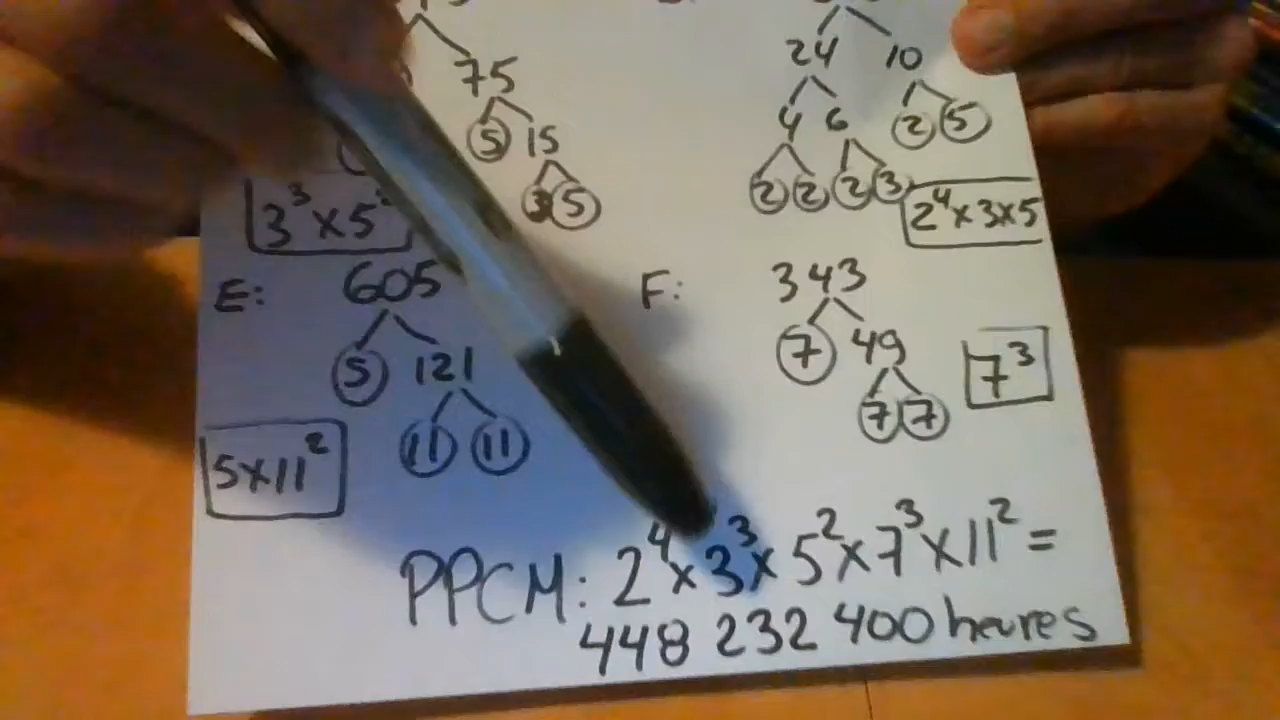 75
24 10
4 6 2 5
5 15
3 5
2 2 2 3
3³×5²
2⁴×3×5
E: 605
5 121
11 11
5×11²
F: 343
7 49
7 7
7³
PPCM: 2⁴×3³×5²×7³×11²=
448 232 400 heures